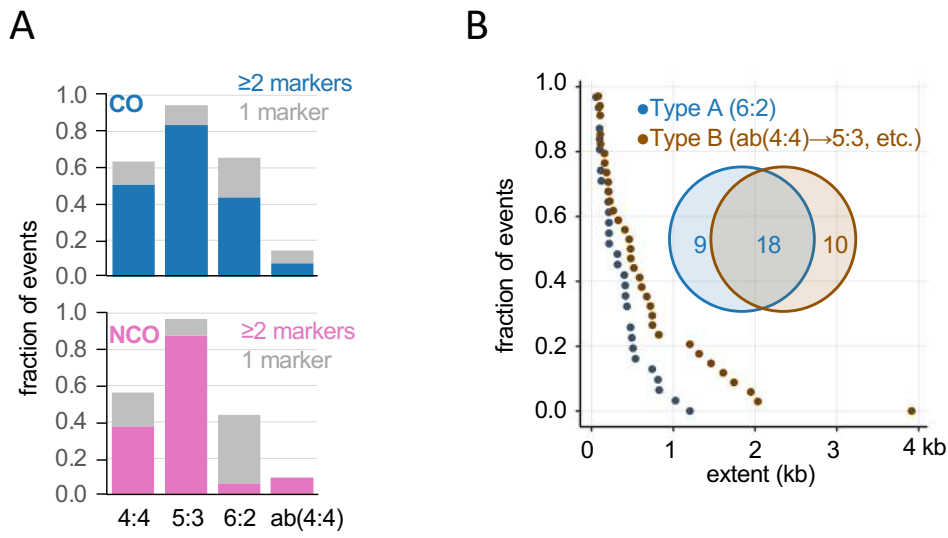 A
fraction of events
CO
≥2 markers
1 marker
1.0
0.8
0.6
0.4
0.2
0.0
NCO
≥2 markers
1 marker
1.0
0.8
0.6
0.4
0.2
0.0
4:4 5:3 6:2 ab(4:4)
B
fraction of events
1.0
0.8
0.6
0.4
0.2
0.0
Type A (6:2)
Type B (ab(4:4)→5:3, etc.)
9 18 10
0 1 2 3 4 kb
extent (kb)